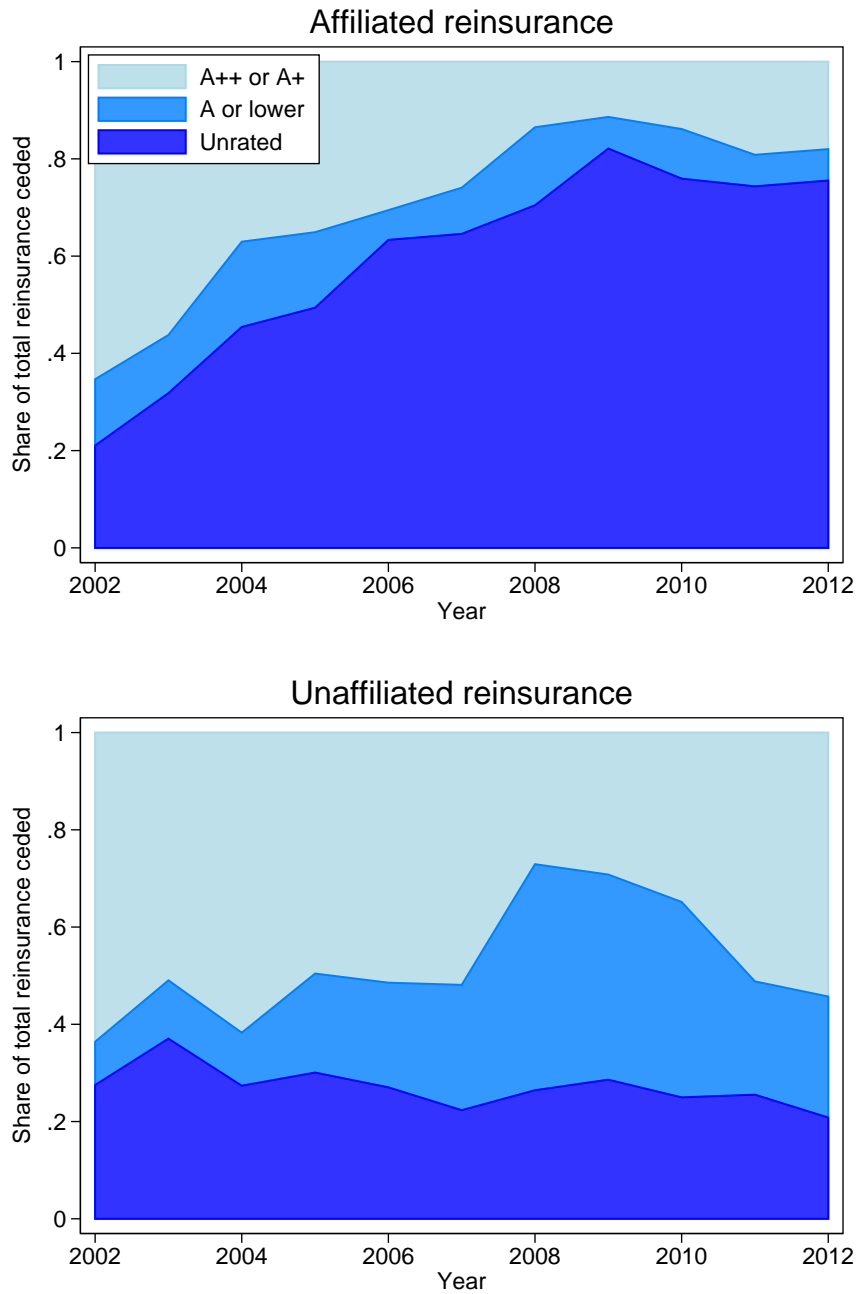 Affiliated reinsurance
A++ or A+
A or lower
Unrated
Share of total reinsurance ceded
1
.8
.6
.4
.2
0
2002 2004 2006 2008 2010 2012
Year
Unaffiliated reinsurance
Share of total reinsurance ceded
1
.8
.6
.4
.2
0
2002 2004 2006 2008 2010 2012
Year